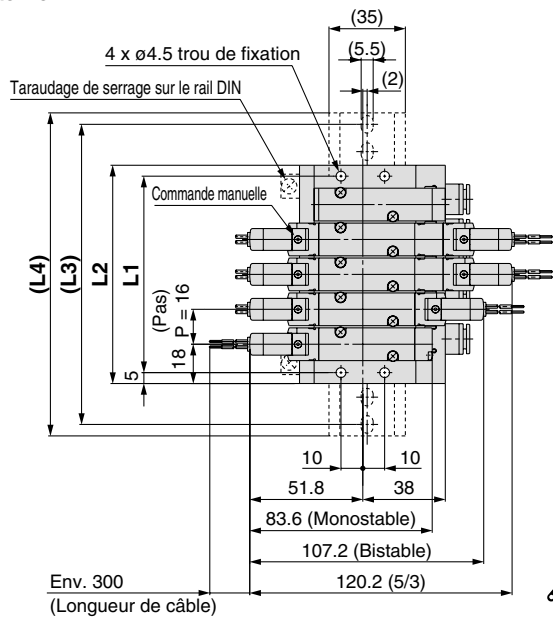 (35)
(5.5)
4 x ø4.5 trou de fixation
(2)
Taraudage de serrage sur le rail DIN
Commande manuelle
(L4)
(L3)
L2
L1
(Pas)
P = 16
18
5
10
10
51.8
38
83.6 (Monostable)
107.2 (Bistable)
Env. 300
120.2 (5/3)
(Longueur de câble)